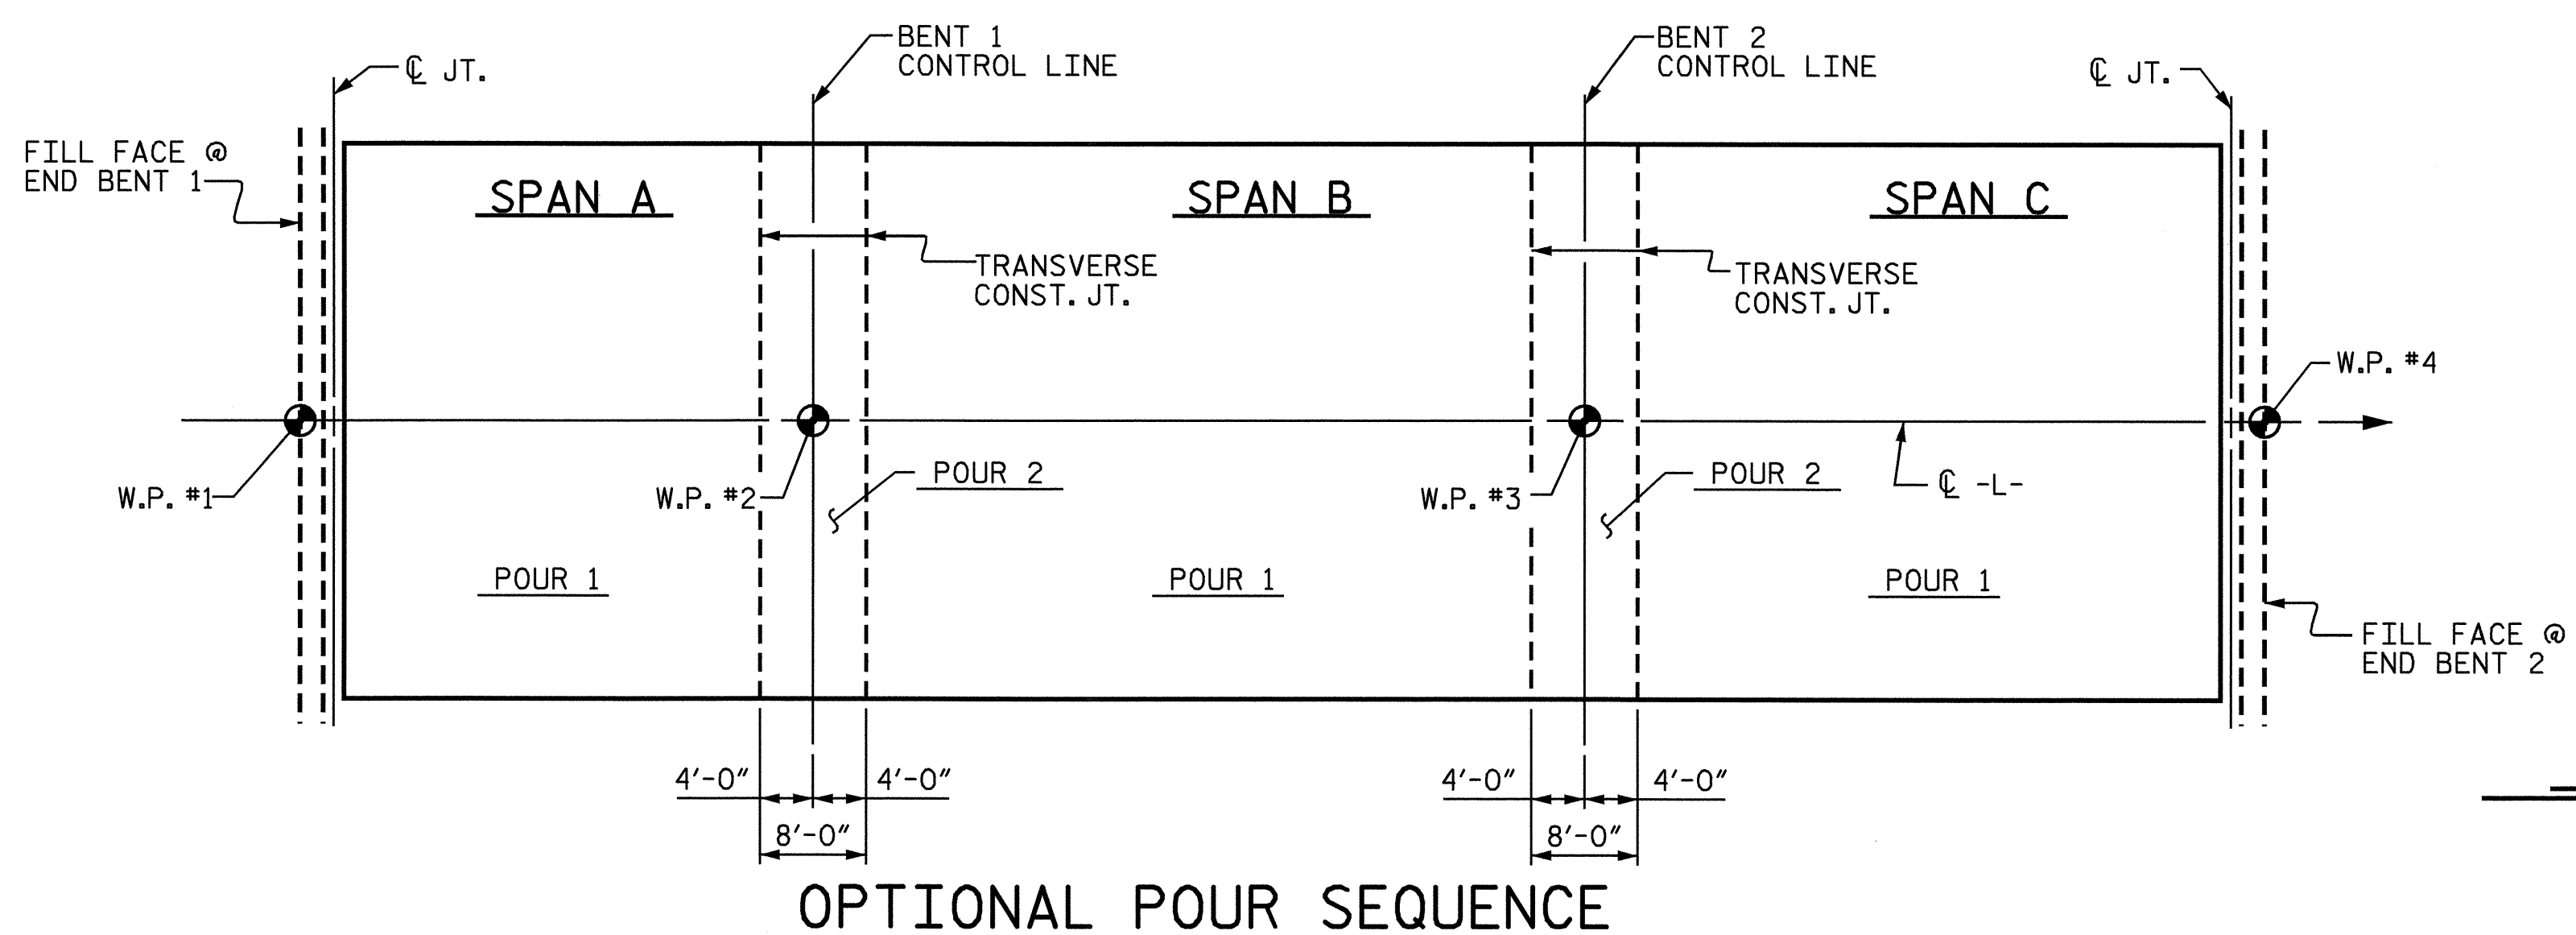 BENT 1
CONTROL LINE
BENT 2
CONTROL LINE
℄ JT.
℄ JT.
FILL FACE @
END BENT 1
SPAN A
SPAN B
SPAN C
TRANSVERSE
CONST. JT.
TRANSVERSE
CONST. JT.
W.P. #4
W.P. #1
W.P. #2
POUR 2
W.P. #3
POUR 2
℄ -L-
POUR 1
POUR 1
POUR 1
FILL FACE @
END BENT 2
4'-0" 4'-0"
4'-0" 4'-0"
8'-0"
8'-0"
OPTIONAL POUR SEQUENCE